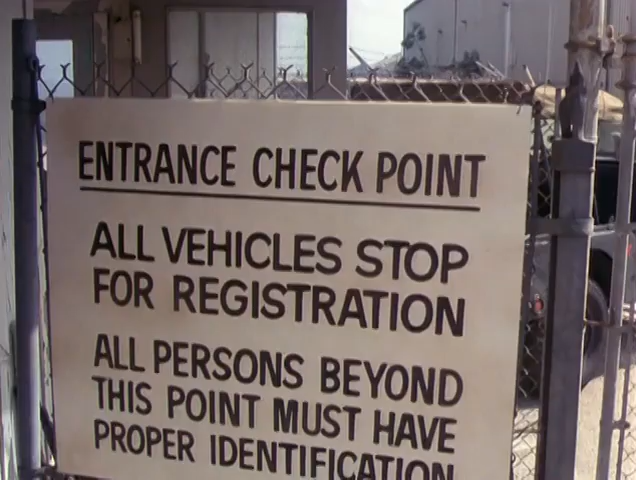 ENTRANCE CHECK POINT
ALL VEHICLES STOP
FOR REGISTRATION
ALL PERSONS BEYOND
THIS POINT MUST HAVE
PROPER IDENTIFICATION